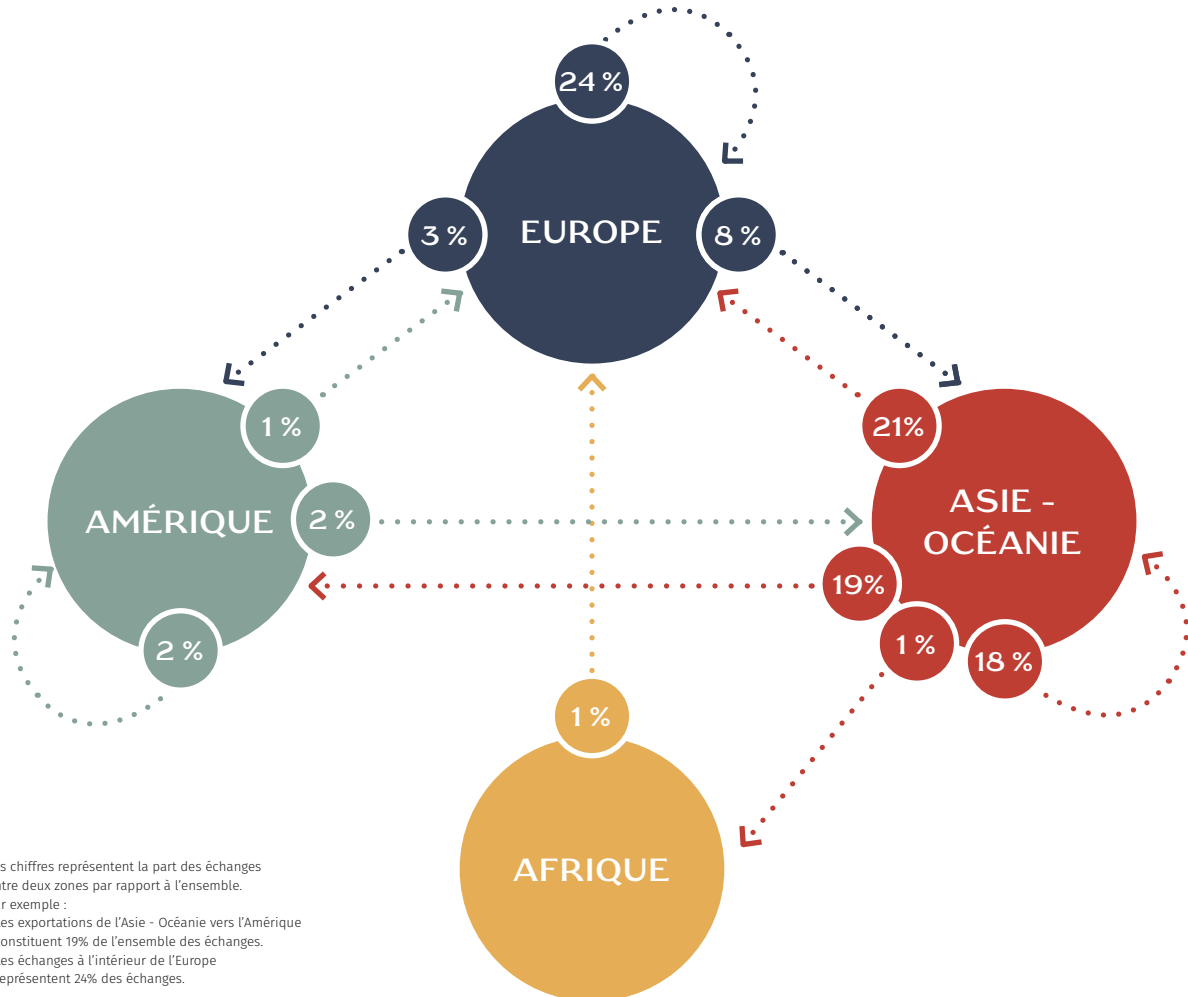 24 %
3 %
EUROPE
8 %
1 %
21%
AMÉRIQUE
2 %
ASIE -
OCÉANIE
19%
2 %
1 %
18 %
1 %
AFRIQUE
s chiffres représentent la part des échanges
ntre deux zones par rapport à l'ensemble.
r exemple :
es exportations de l'Asie - Océanie vers l'Amérique
onstituent 19% de l'ensemble des échanges.
es échanges à l'intérieur de l'Europe
eprésentent 24% des échanges.